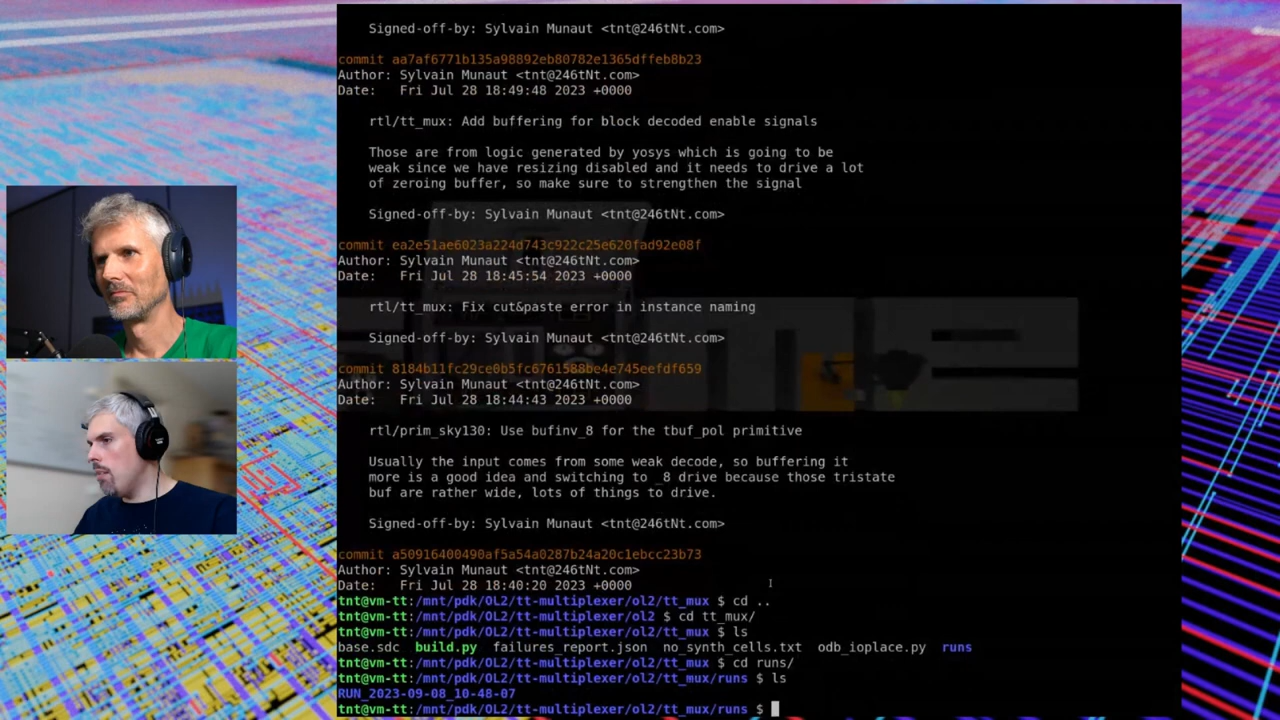 Signed-off-by: Sylvain Munaut <tnt@246tNt.com>
commit aa7af6771b135a98892eb80782e1365dffeb8b23
Author: Sylvain Munaut <tnt@246tNt.com>
Date:   Fri Jul 28 18:49:48 2023 +0000
rtl/tt_mux: Add buffering for block decoded enable signals
Those are from logic generated by yosys which is going to be
weak since we have resizing disabled and it needs to drive a lot
of zeroing buffer, so make sure to strengthen the signal
Signed-off-by: Sylvain Munaut <tnt@246tNt.com>
commit ea2e51ae6023a224d743c922c25e620fad92e08f
Author: Sylvain Munaut <tnt@246tNt.com>
Date:   Fri Jul 28 18:45:54 2023 +0000
rtl/tt_mux: Fix cut&paste error in instance naming
Signed-off-by: Sylvain Munaut <tnt@246tNt.com>
commit 8184b11fc29ce0b5fc6761588be4e745eefdf659
Author: Sylvain Munaut <tnt@246tNt.com>
Date:   Fri Jul 28 18:44:43 2023 +0000
rtl/prim_sky130: Use bufinv_8 for the tbuf_pol primitive
Usually the input comes from some weak decode, so buffering it
more is a good idea and switching to _8 drive because those tristate
buf are rather wide, lots of things to drive.
Signed-off-by: Sylvain Munaut <tnt@246tNt.com>
commit a50916400490af5a54a0287b24a20c1ebcc23b73
Author: Sylvain Munaut <tnt@246tNt.com>
Date:   Fri Jul 28 18:40:20 2023 +0000
tnt@vm-tt:/mnt/pdk/OL2/tt-multiplexer/ol2/tt_mux $ cd ..
tnt@vm-tt:/mnt/pdk/OL2/tt-multiplexer/ol2 $ cd tt_mux/
tnt@vm-tt:/mnt/pdk/OL2/tt-multiplexer/ol2/tt_mux $ ls
base.sdc  build.py  failures_report.json  no_synth_cells.txt  odb_ioplace.py  runs
tnt@vm-tt:/mnt/pdk/OL2/tt-multiplexer/ol2/tt_mux $ cd runs/
tnt@vm-tt:/mnt/pdk/OL2/tt-multiplexer/ol2/tt_mux/runs $ ls
RUN_2023-09-08_10-48-07
tnt@vm-tt:/mnt/pdk/OL2/tt-multiplexer/ol2/tt_mux/runs $